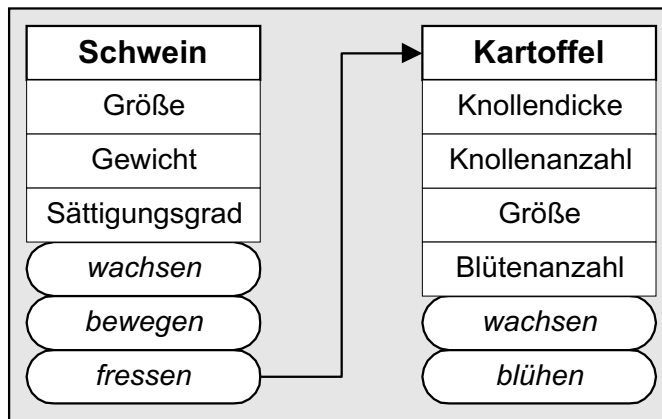 Schwein
Größe
Gewicht
Sättigungsgrad
wachsen
bewegen
fressen
Kartoffel
Knollendicke
Knollenanzahl
Größe
Blütenanzahl
wachsen
blühen